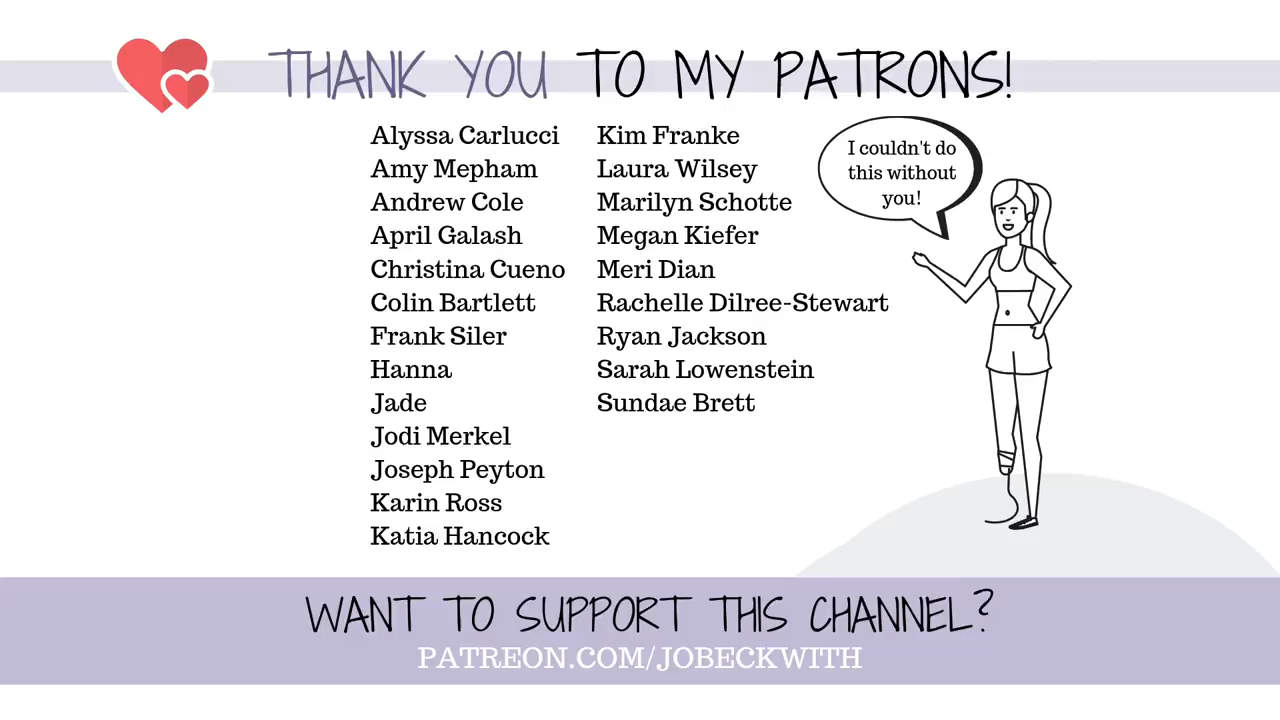 THANK YOU TO MY PATRONS!
Alyssa Carlucci
Amy Mepham
Andrew Cole
April Galash
Christina Cueno
Colin Bartlett
Frank Siler
Hanna
Jade
Jodi Merkel
Joseph Peyton
Karin Ross
Katia Hancock
Kim Franke
Laura Wilsey
Marilyn Schotte
Megan Kiefer
Meri Dian
Rachelle Dilree-Stewart
Ryan Jackson
Sarah Lowenstein
Sundae Brett
I couldn't do
this without
you!
WANT TO SUPPORT THIS CHANNEL?
PATREON.COM/JOBECKWITH